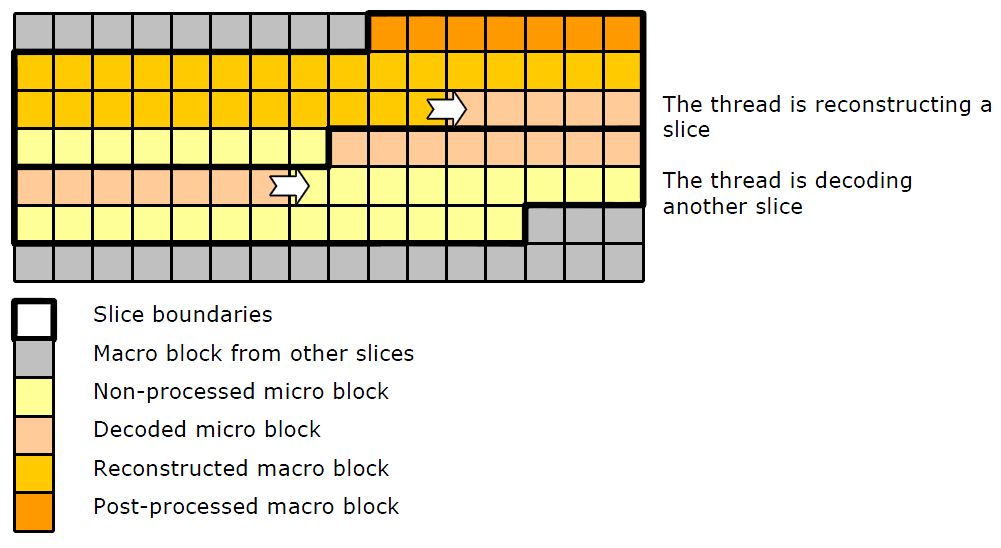 The thread is reconstructing a
slice
The thread is decoding
another slice
Slice boundaries
Macro block from other slices
Non-processed micro block
Decoded micro block
Reconstructed macro block
Post-processed macro block